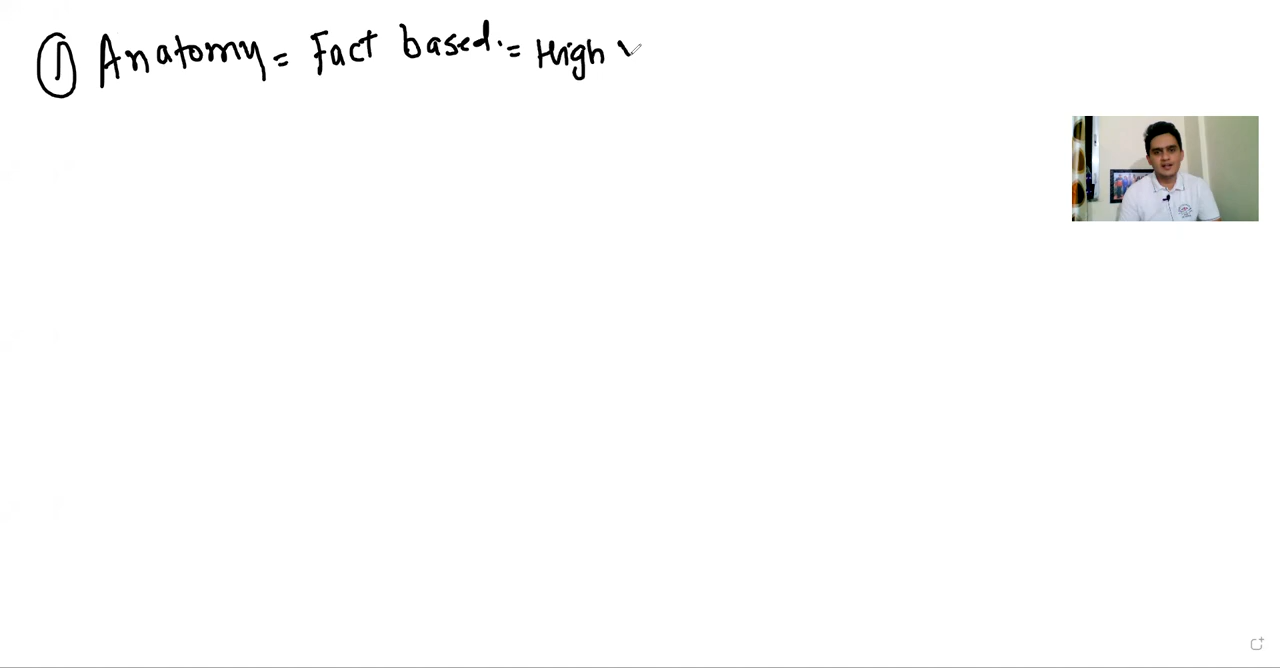 ① Anatomy = Fact based. = High